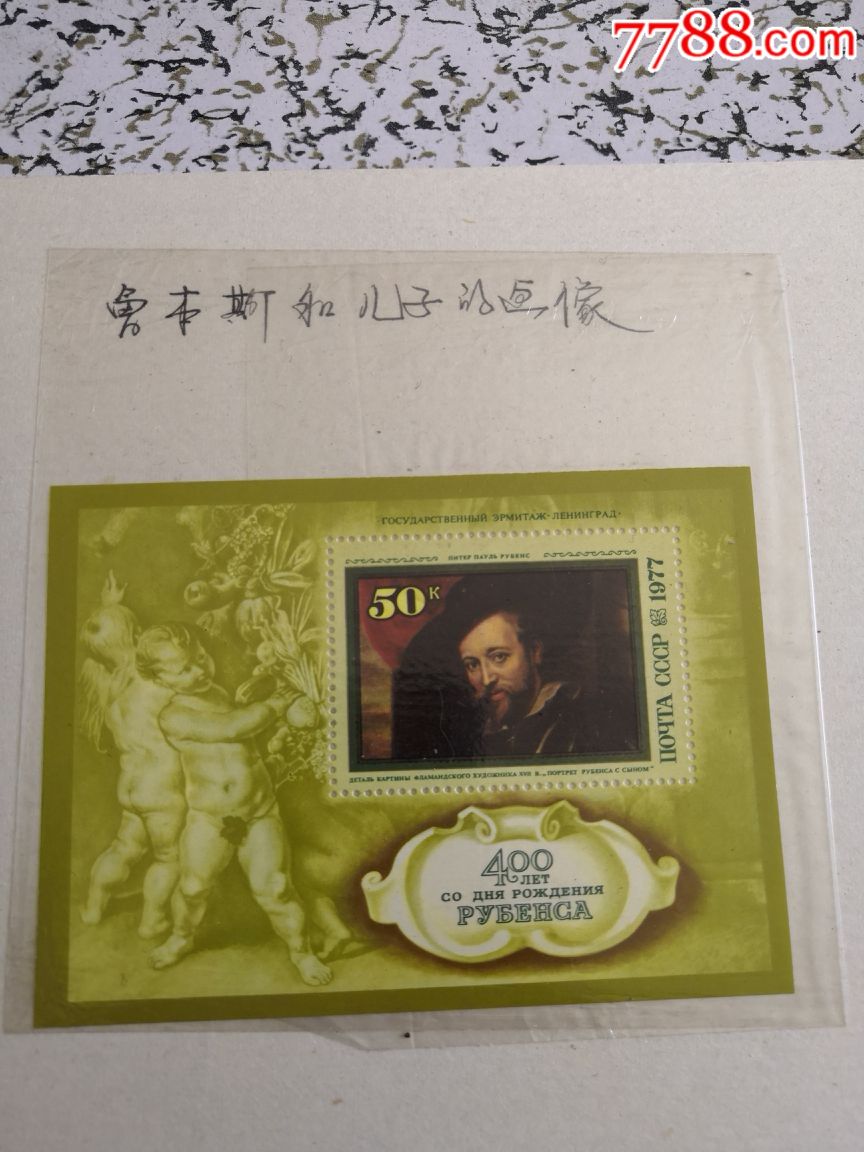 7788.com
鲁本斯和儿子的画像
·ГОСУДАРСТВЕННЫЙ ЭРМИТАЖ·ЛЕНИНГРАД·
ПИТЕР ПАУЛЬ РУБЕНС
50К
ПОЧТА СССР 1977
ДЕТАЛЬ КАРТИНЫ ФЛАМАНДСКОГО ХУДОЖНИКА XVII В. „ПОРТРЕТ РУБЕНСА С СЫНОМ"
400
ЛЕТ
СО ДНЯ РОЖДЕНИЯ
РУБЕНСА